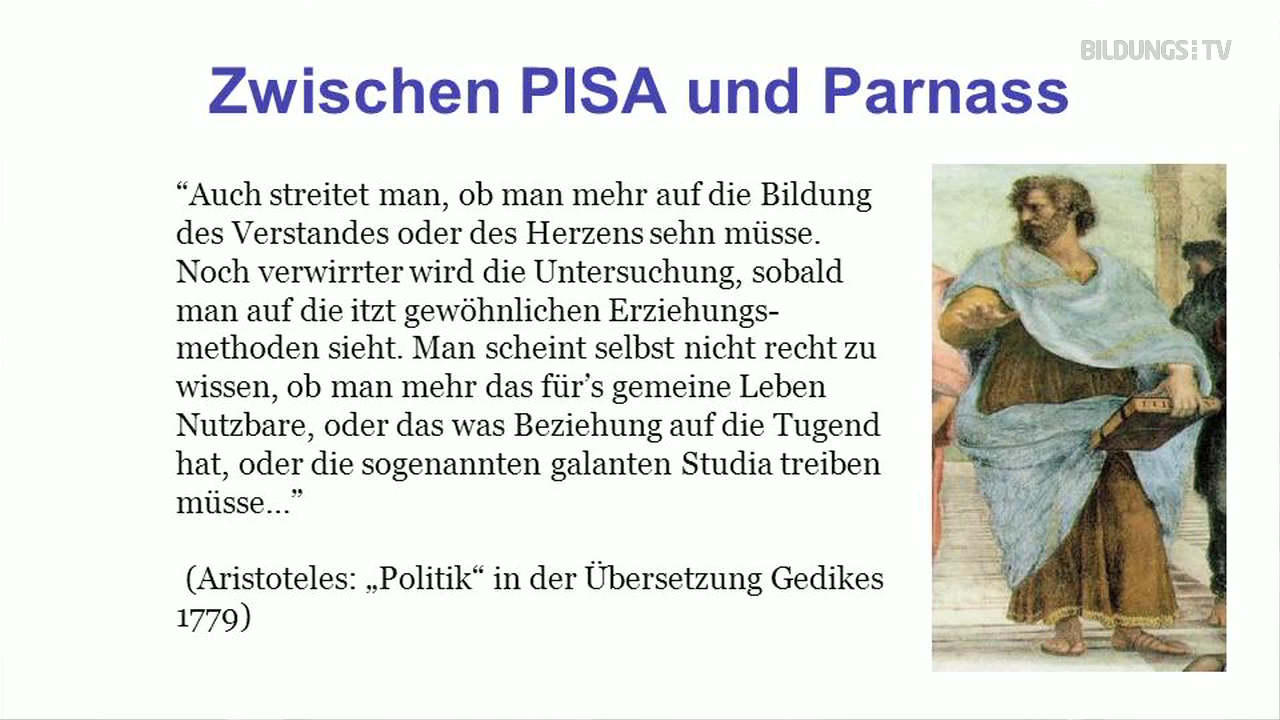 BILDUNGS:TV
Zwischen PISA und Parnass
“Auch streitet man, ob man mehr auf die Bildung
des Verstandes oder des Herzens sehn müsse.
Noch verwirrter wird die Untersuchung, sobald
man auf die itzt gewöhnlichen Erziehungs-
methoden sieht. Man scheint selbst nicht recht zu
wissen, ob man mehr das für’s gemeine Leben
Nutzbare, oder das was Beziehung auf die Tugend
hat, oder die sogenannten galanten Studia treiben
müsse...”
(Aristoteles: „Politik“ in der Übersetzung Gedikes
1779)